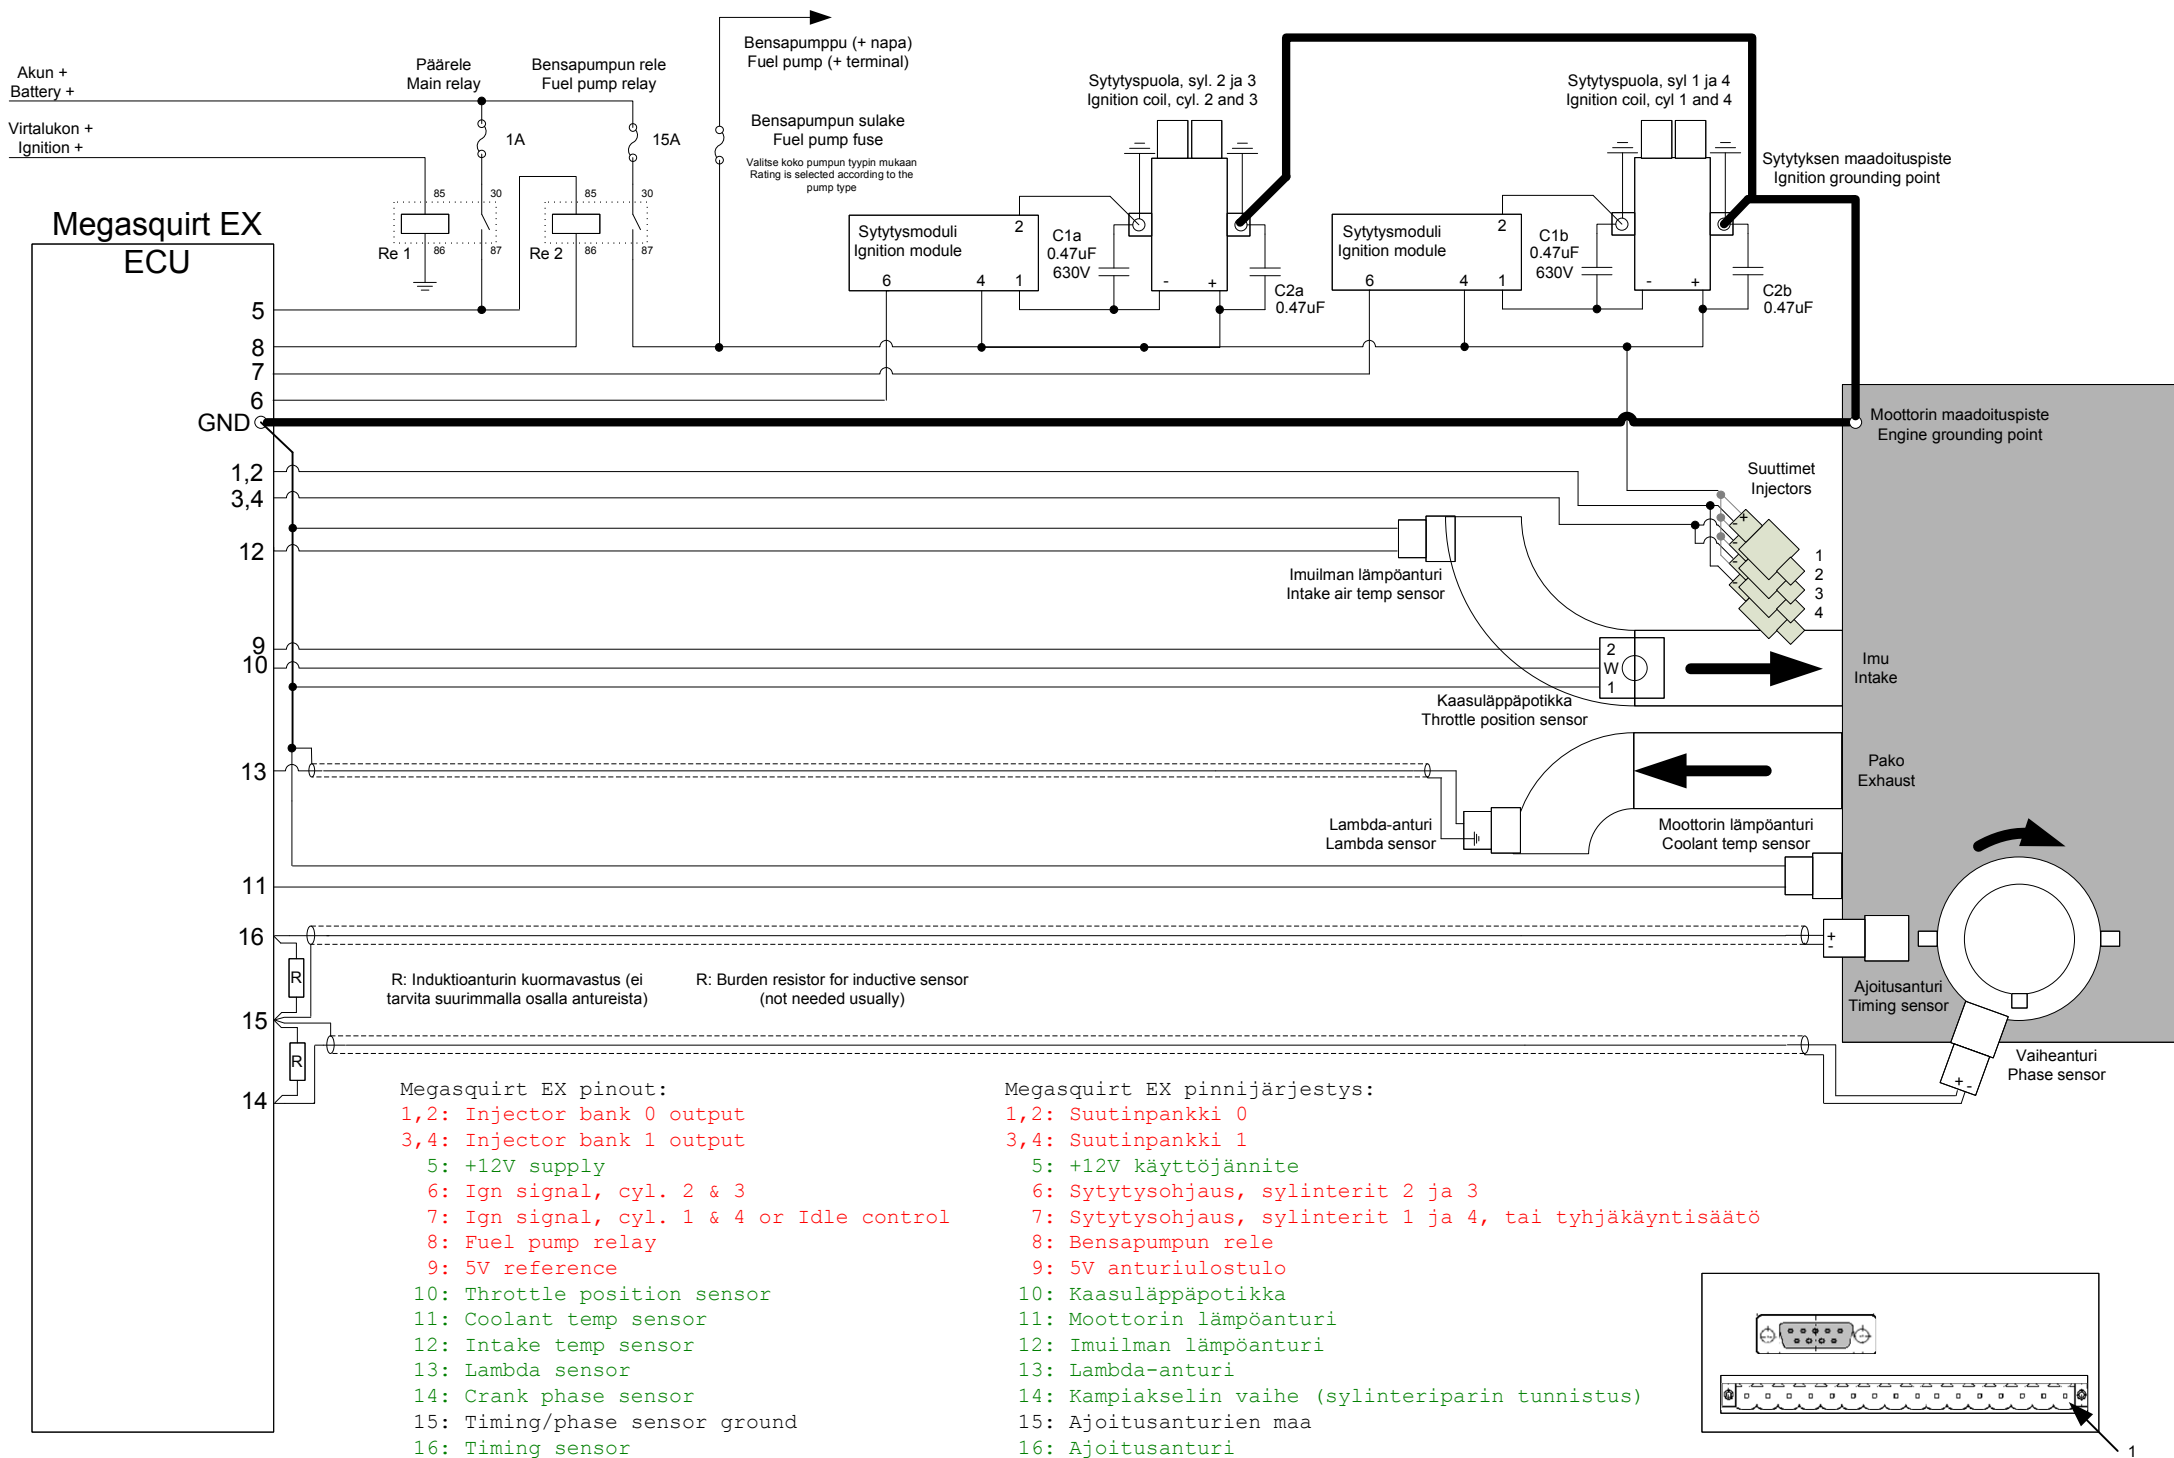 Akun +
Battery +
Virtalukon +
Ignition +
Päärele
Main relay
Bensapumpun rele
Fuel pump relay
1A
15A
85
30
86
87
Re 1
85
30
86
87
Re 2
Bensapumppu (+ napa)
Fuel pump (+ terminal)
Bensapumpun sulake
Fuel pump fuse
Valitse koko pumpun tyypin mukaan
Rating is selected according to the
pump type
Sytytyspuola, syl. 2 ja 3
Ignition coil, cyl. 2 and 3
Sytytysmoduli
Ignition module
2
6
4
1
C1a
0.47uF
630V
-
+
C2a
0.47uF
Sytytyspuola, syl 1 ja 4
Ignition coil, cyl 1 and 4
Sytytysmoduli
Ignition module
2
6
4
1
C1b
0.47uF
630V
-
+
C2b
0.47uF
Sytytyksen maadoituspiste
Ignition grounding point
Megasquirt EX
ECU
5
8
7
6
GND
1,2
3,4
12
9
10
13
11
16
15
14
Moottorin maadoituspiste
Engine grounding point
Suuttimet
Injectors
+
-
-
-
-
1
2
3
4
Imuilman lämpöanturi
Intake air temp sensor
2
W
1
Kaasuläppäpotikka
Throttle position sensor
Imu
Intake
Pako
Exhaust
Lambda-anturi
Lambda sensor
Moottorin lämpöanturi
Coolant temp sensor
+
-
Ajoitusanturi
Timing sensor
R
R
R: Induktioanturin kuormavastus (ei
tarvita suurimmalla osalla antureista)
R: Burden resistor for inductive sensor
(not needed usually)
+ -
Vaiheanturi
Phase sensor
Megasquirt EX pinout:
1,2: Injector bank 0 output
3,4: Injector bank 1 output
5: +12V supply
6: Ign signal, cyl. 2 & 3
7: Ign signal, cyl. 1 & 4 or Idle control
8: Fuel pump relay
9: 5V reference
10: Throttle position sensor
11: Coolant temp sensor
12: Intake temp sensor
13: Lambda sensor
14: Crank phase sensor
15: Timing/phase sensor ground
16: Timing sensor
Megasquirt EX pinnijärjestys:
1,2: Suutinpankki 0
3,4: Suutinpankki 1
5: +12V käyttöjännite
6: Sytytysohjaus, sylinterit 2 ja 3
7: Sytytysohjaus, sylinterit 1 ja 4, tai tyhjäkäyntisäätö
8: Bensapumpun rele
9: 5V anturiulostulo
10: Kaasuläppäpotikka
11: Moottorin lämpöanturi
12: Imuilman lämpöanturi
13: Lambda-anturi
14: Kampiakselin vaihe (sylinteriparin tunnistus)
15: Ajoitusanturien maa
16: Ajoitusanturi
1